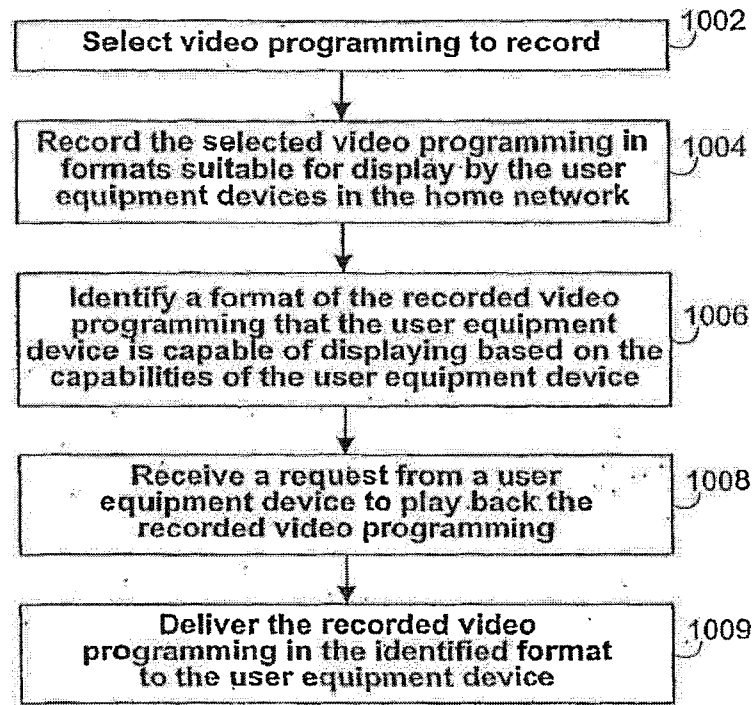 Select video programming to record
1002
Record the selected video programming in
formats suitable for display by the user
equipment devices in the home network
1004
Identify a format of the recorded video
programming that the user equipment
device is capable of displaying based on the
capabilities of the user equipment device
1006
Receive a request from a user
equipment device to play back the
recorded video programming
1008
Deliver the recorded video
programming in the identified format
to the user equipment device
1009